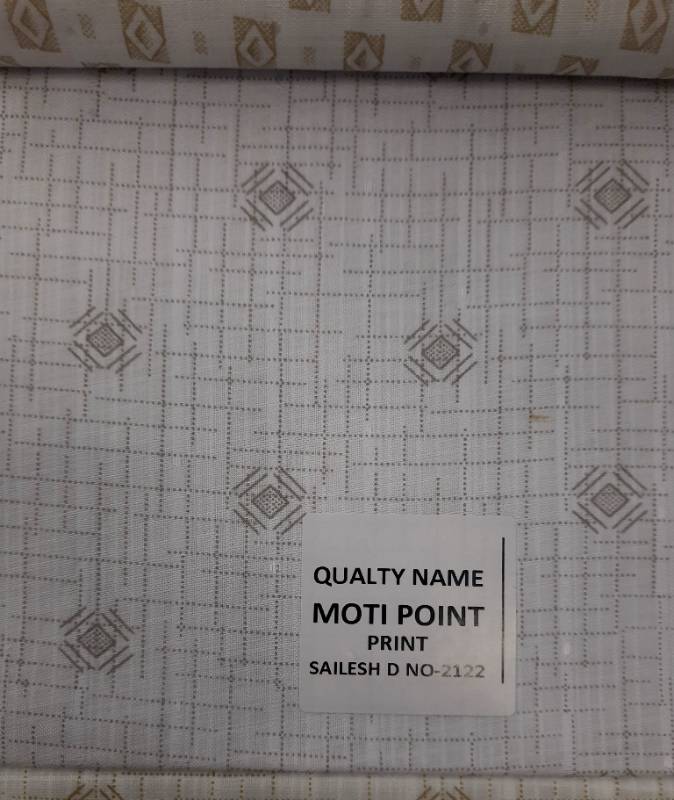 QUALTY NAME
MOTI POINT
PRINT
SAILESH D NO-2122